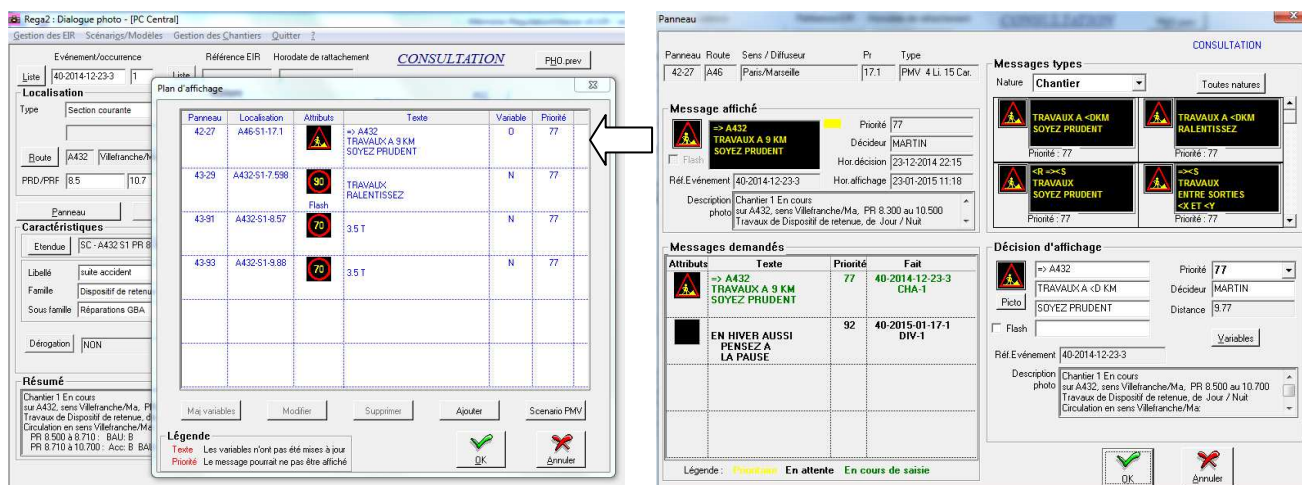 Rega2 : Dialogue photo - [PC Central]
Gestion des EIR Scénarios/Modèles Gestion des Chantiers Quitter ?
Evénement/occurrence Référence EIR Horodate de rattachement CONSULTATION PHO.prev
Liste 40-2014-12-23-3 1 Liste
Localisation
Type Section courante
Route A432
PRD/PRF 8.5 10.7
Panneau
Caractéristiques
Etendue SC - A432 S1 PR 8
Libellé suite accident
Famille Dispositif de retenu
Sous famille Réparations GBA
Dérogation NON
Résumé
Chantier 1 En cours
sur A432, sens Villefranche/Ma,
Travaux de Dispositif de retenue,
Circulation en sens Villefranche/Ma
PR 8.500 à 8.710 : BAU: B
PR 8.710 à 10.700 : Acc: B
Plan d'affichage
Panneau Localisation Attributs Texte Variable Priorité
42-27 A46-S1-17.1 => A432 O 77
TRAVAUX A 9 KM
SOYEZ PRUDENT
43-29 A432-S1-7.598 90 TRAVAUX N 77
RALENTISSEZ
Flash
43-91 A432-S1-8.57 70 3.5 T N 77
43-93 A432-S1-9.88 70 3.5 T N 77
Maj variables Modifier Supprimer Ajouter Scenario PMV
Légende
Texte Les variables n'ont pas été mises à jour
Priorité Le message pourrait ne pas être affiché
OK Annuler
Panneau
CONSULTATION
Panneau Route Sens / Diffuseur Pr Type
42-27 A46 Paris/Marseille 17.1 PMV 4 Li. 15 Car.
Message affiché
=> A432
TRAVAUX A 9 KM
SOYEZ PRUDENT
Flash
Priorité 77
Décideur MARTIN
Hor.décision 23-12-2014 22:15
Réf.Evénement 40-2014-12-23-3 Hor.affichage 23-01-2015 11:18
Description photo Chantier 1 En cours
sur A432, sens Villefranche/Ma, PR 8.300 au 10.500
Travaux de Dispositif de retenue, de Jour / Nuit
Messages types
Nature Chantier Toutes natures
TRAVAUX A <DKM
SOYEZ PRUDENT
Priorité : 77
TRAVAUX A <DKM
RALENTISSEZ
Priorité : 77
<R =><S
TRAVAUX
SOYEZ PRUDENT
Priorité : 77
=><S
TRAVAUX
ENTRE SORTIES
<X ET <Y
Priorité : 77
Messages demandés
Attributs Texte Priorité Fait
=> A432 77 40-2014-12-23-3
TRAVAUX A 9 KM CHA-1
SOYEZ PRUDENT
92 40-2015-01-17-1
EN HIVER AUSSI DIV-1
PENSEZ A
LA PAUSE
Légende : Prioritaire En attente En cours de saisie
Décision d'affichage
=> A432 Priorité 77
TRAVAUX A <D KM Décideur MARTIN
Picto SOYEZ PRUDENT Distance 9.77
Flash Variables
Réf.Evénement 40-2014-12-23-3
Description photo Chantier 1 En cours
sur A432, sens Villefranche/Ma, PR 8.500 au 10.700
Travaux de Dispositif de retenue, de Jour / Nuit
Circulation en sens Villefranche/Ma:
OK Annuler